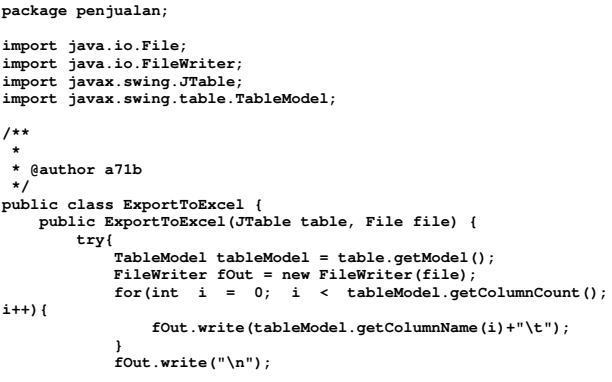 package penjualan;

import java.io.File;
import java.io.FileWriter;
import javax.swing.JTable;
import javax.swing.table.TableModel;

/**
 *
 * @author a71b
 */
public class ExportToExcel {
    public ExportToExcel(JTable table, File file) {
        try{
            TableModel tableModel = table.getModel();
            FileWriter fOut = new FileWriter(file);
            for(int i = 0; i < tableModel.getColumnCount();
i++){
                fOut.write(tableModel.getColumnName(i)+"\t");
            }
            fOut.write("\n");